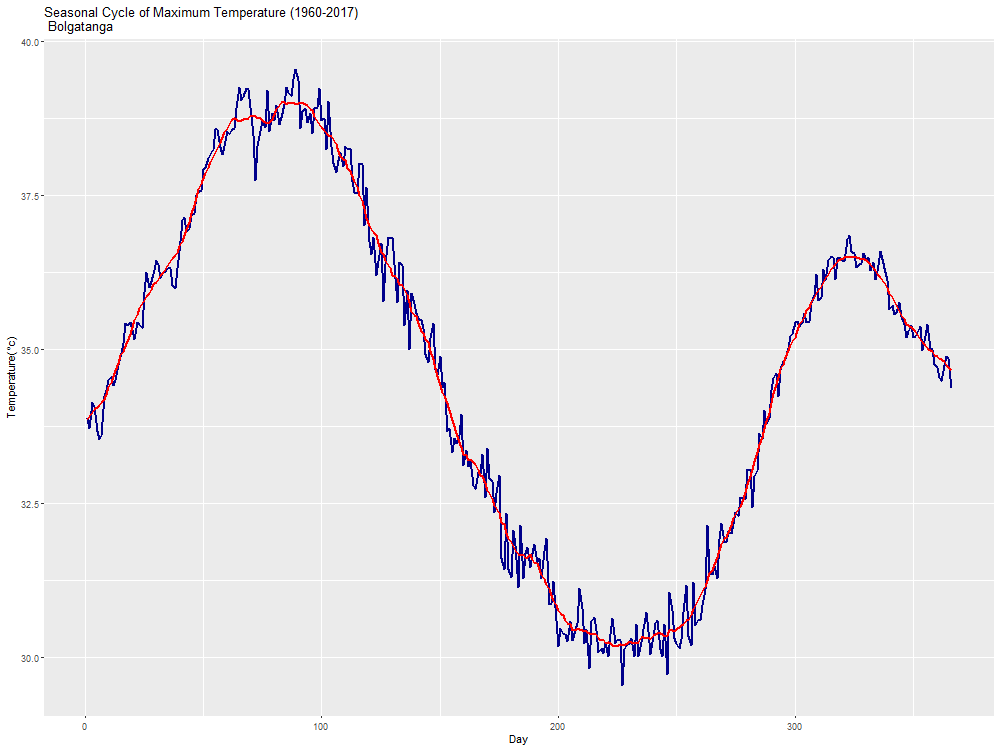 Seasonal Cycle of Maximum Temperature (1960-2017)
Bolgatanga
40.0
37.5
35.0
32.5
30.0
Temperature(°c)
0
100
200
300
Day